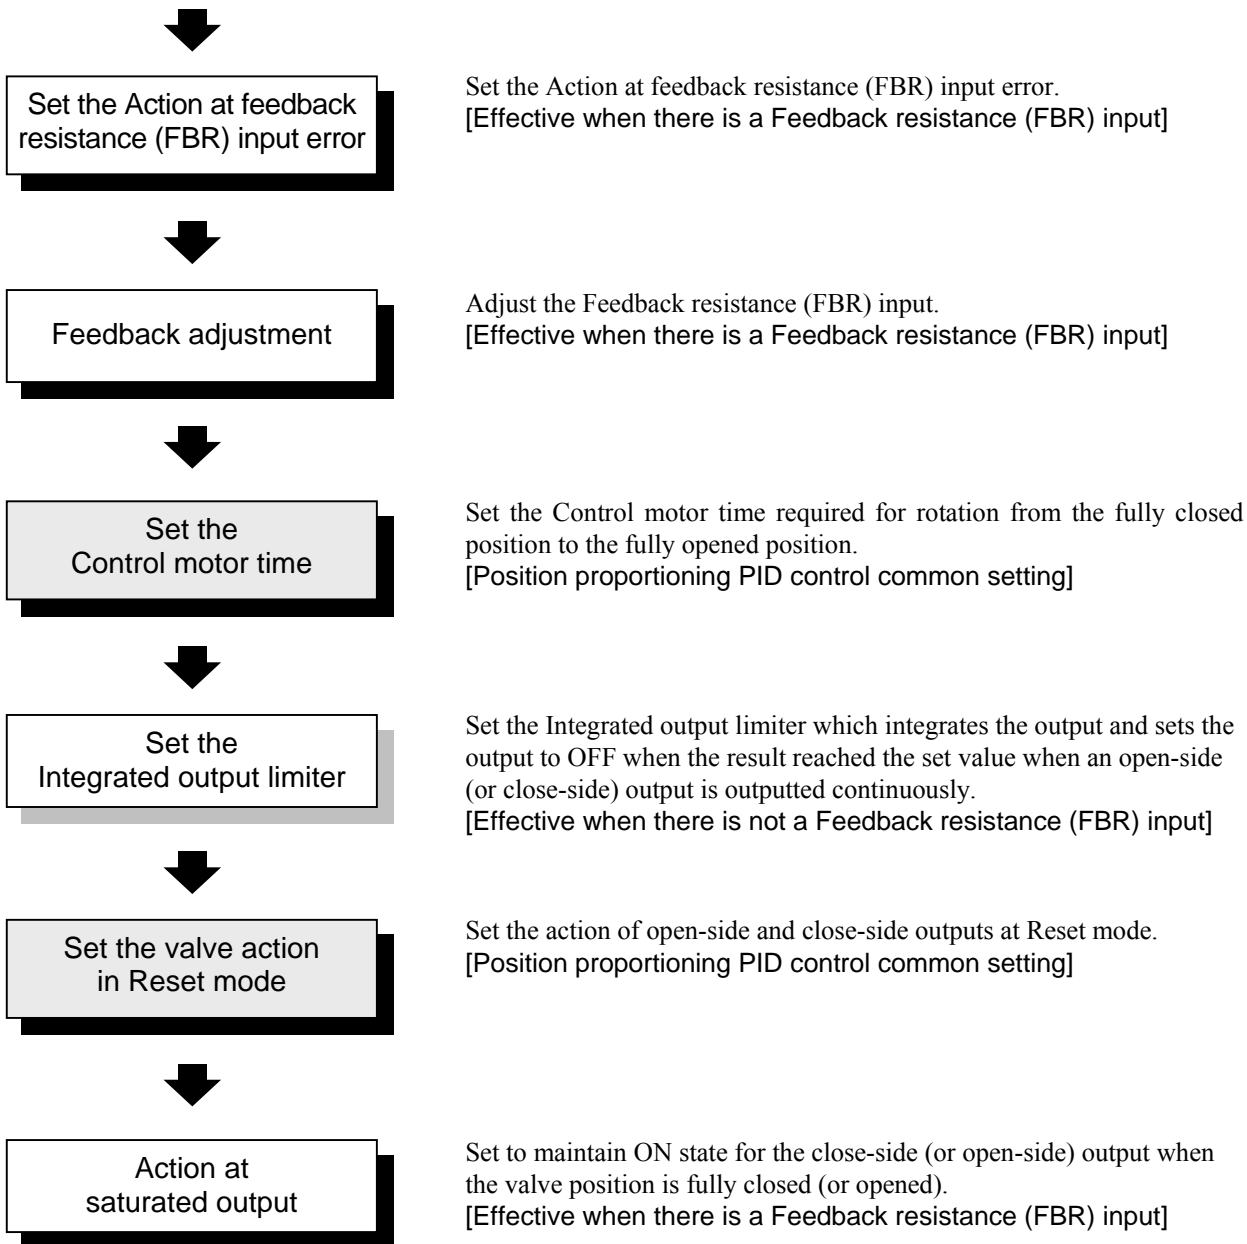 Set the Action at feedback
resistance (FBR) input error
Set the Action at feedback resistance (FBR) input error.
[Effective when there is a Feedback resistance (FBR) input]
Feedback adjustment
Adjust the Feedback resistance (FBR) input.
[Effective when there is a Feedback resistance (FBR) input]
Set the
Control motor time
Set the Control motor time required for rotation from the fully closed
position to the fully opened position.
[Position proportioning PID control common setting]
Set the
Integrated output limiter
Set the Integrated output limiter which integrates the output and sets the
output to OFF when the result reached the set value when an open-side
(or close-side) output is outputted continuously.
[Effective when there is not a Feedback resistance (FBR) input]
Set the valve action
in Reset mode
Set the action of open-side and close-side outputs at Reset mode.
[Position proportioning PID control common setting]
Action at
saturated output
Set to maintain ON state for the close-side (or open-side) output when
the valve position is fully closed (or opened).
[Effective when there is a Feedback resistance (FBR) input]